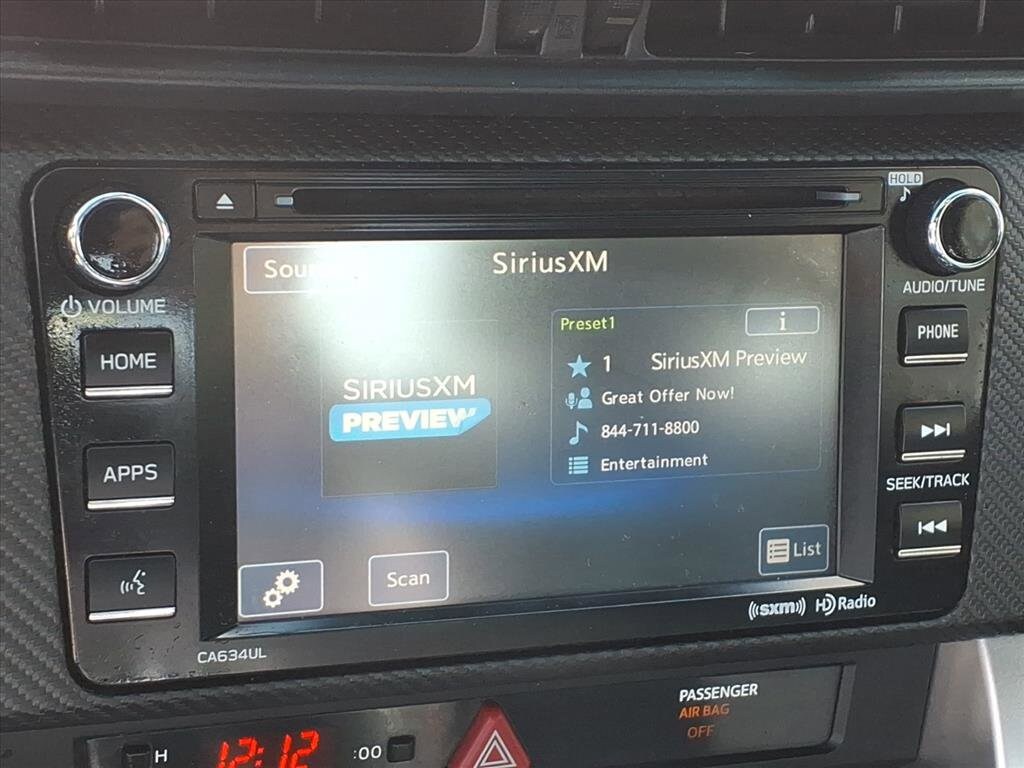 HOLD
VOLUME
HOME
APPS
CA634UL
SiriusXM
SIRIUSXM
PREVIEW
Preset1
i
1 SiriusXM Preview
Great Offer Now!
844-711-8800
Entertainment
Scan
List
AUDIO/TUNE
PHONE
SEEK/TRACK
((sxm)) HD Radio
H 12:12 :00
PASSENGER
AIR BAG
OFF